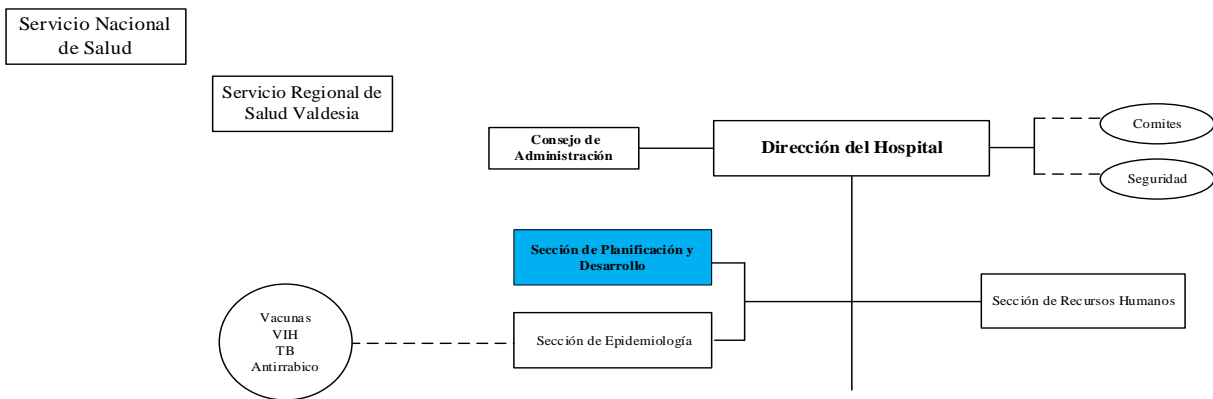 Servicio Nacional
de Salud
Servicio Regional de
Salud Valdesia
Consejo de
Administración
Dirección del Hospital
Comites
Seguridad
Sección de Planificación y
Desarrollo
Sección de Recursos Humanos
Vacunas
VIH
TB
Antirrabico
Sección de Epidemiología